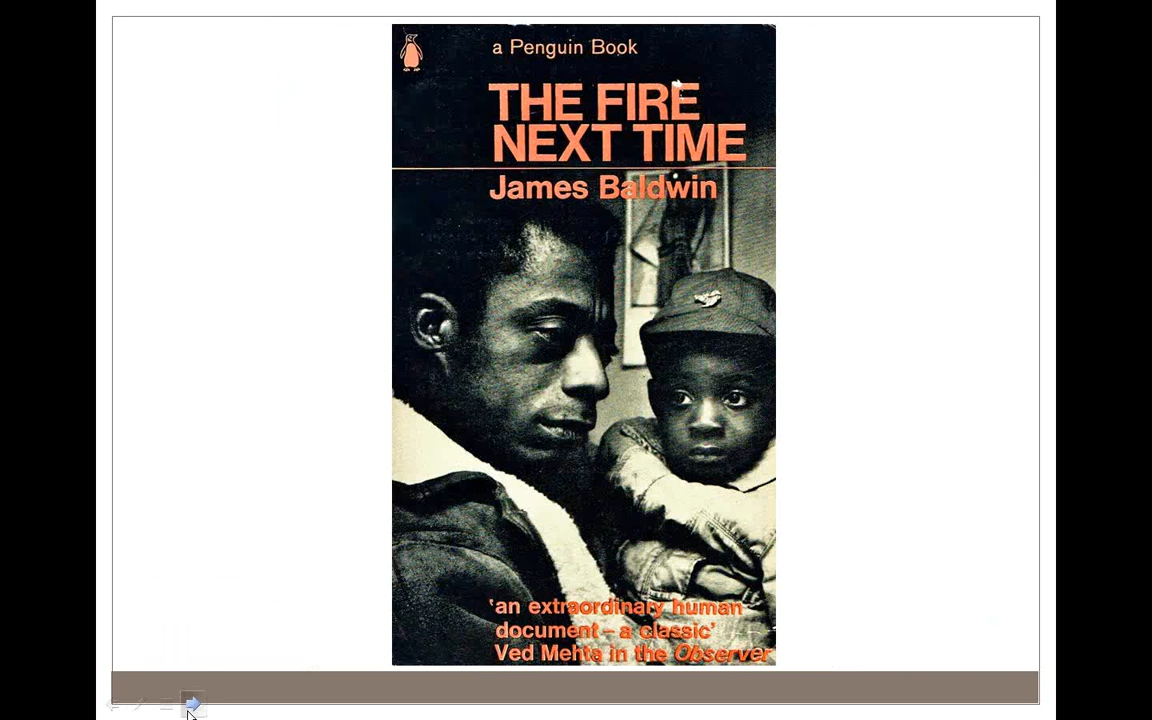 a Penguin Book
THE FIRE
NEXT TIME
James Baldwin
'an extraordinary human
document – a classic'
Ved Mehta in the Observer